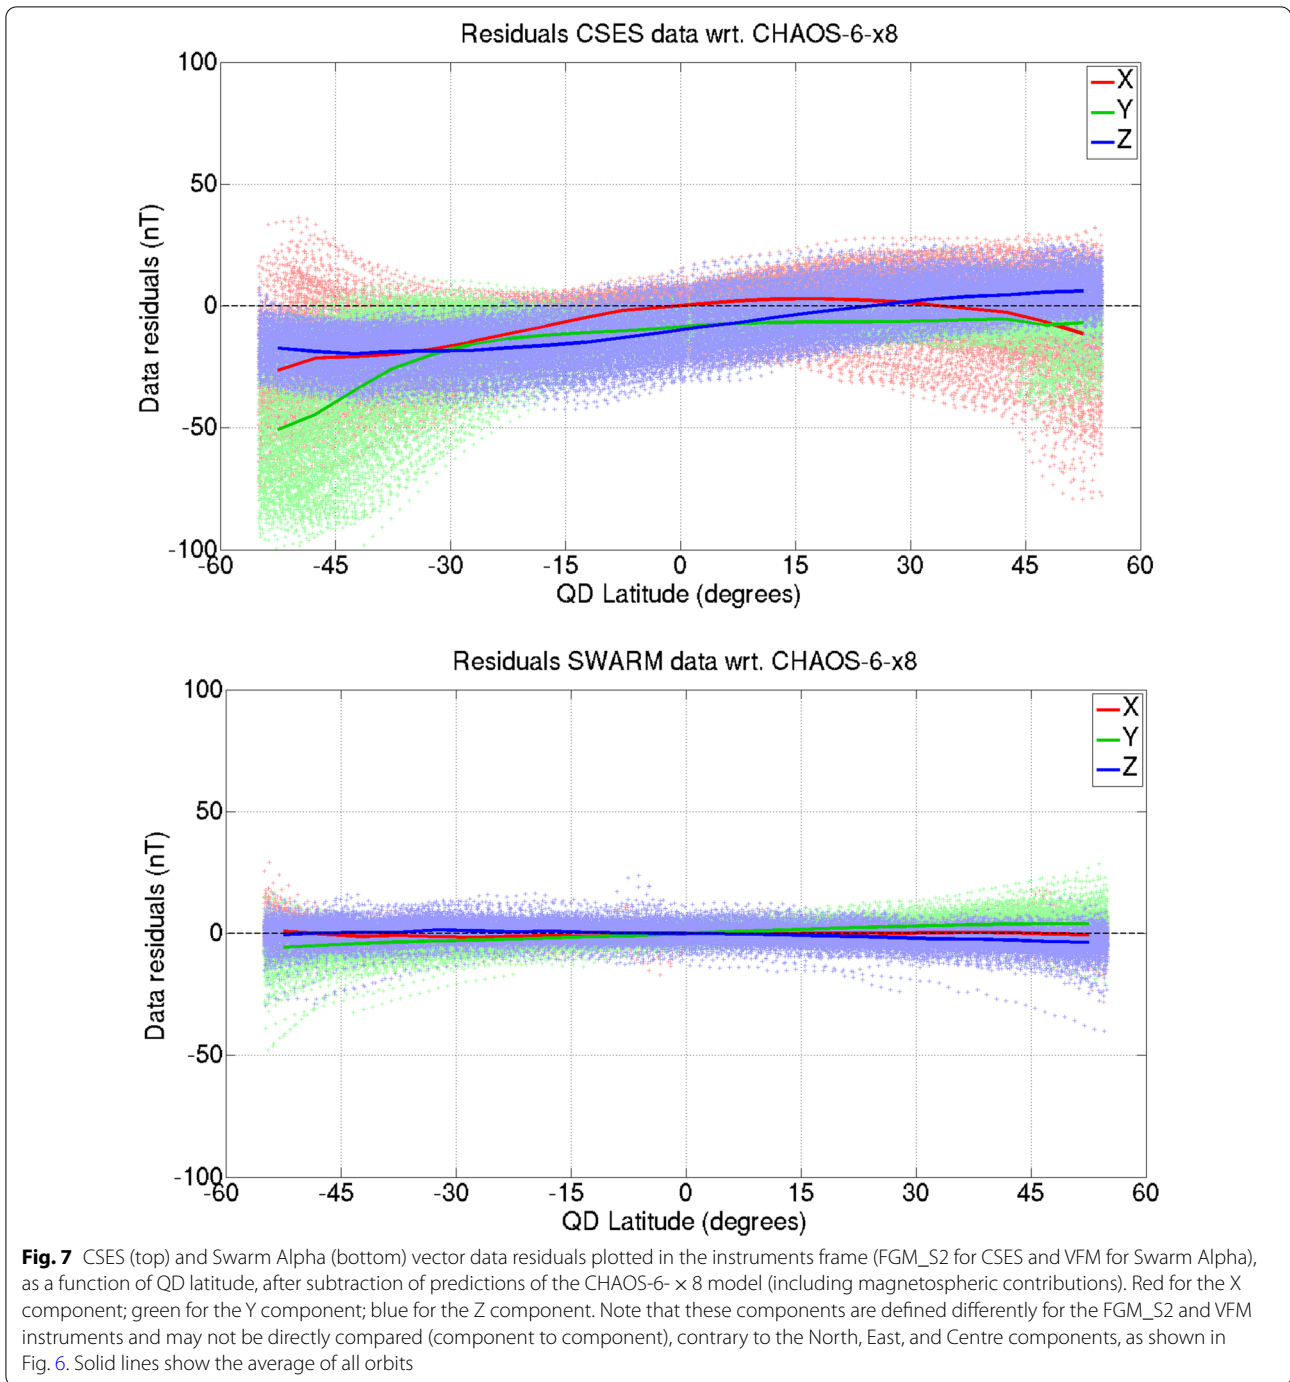 Residuals CSES data wrt. CHAOS-6-x8
100
50
0
-50
-100
Data residuals (nT)
X
Y
Z
-60 -45 -30 -15 0 15 30 45 60
QD Latitude (degrees)
Residuals SWARM data wrt. CHAOS-6-x8
100
50
0
-50
-100
Data residuals (nT)
X
Y
Z
-60 -45 -30 -15 0 15 30 45 60
QD Latitude (degrees)
Fig. 7 CSES (top) and Swarm Alpha (bottom) vector data residuals plotted in the instruments frame (FGM_S2 for CSES and VFM for Swarm Alpha),
as a function of QD latitude, after subtraction of predictions of the CHAOS-6- × 8 model (including magnetospheric contributions). Red for the X
component; green for the Y component; blue for the Z component. Note that these components are defined differently for the FGM_S2 and VFM
instruments and may not be directly compared (component to component), contrary to the North, East, and Centre components, as shown in
Fig. 6. Solid lines show the average of all orbits